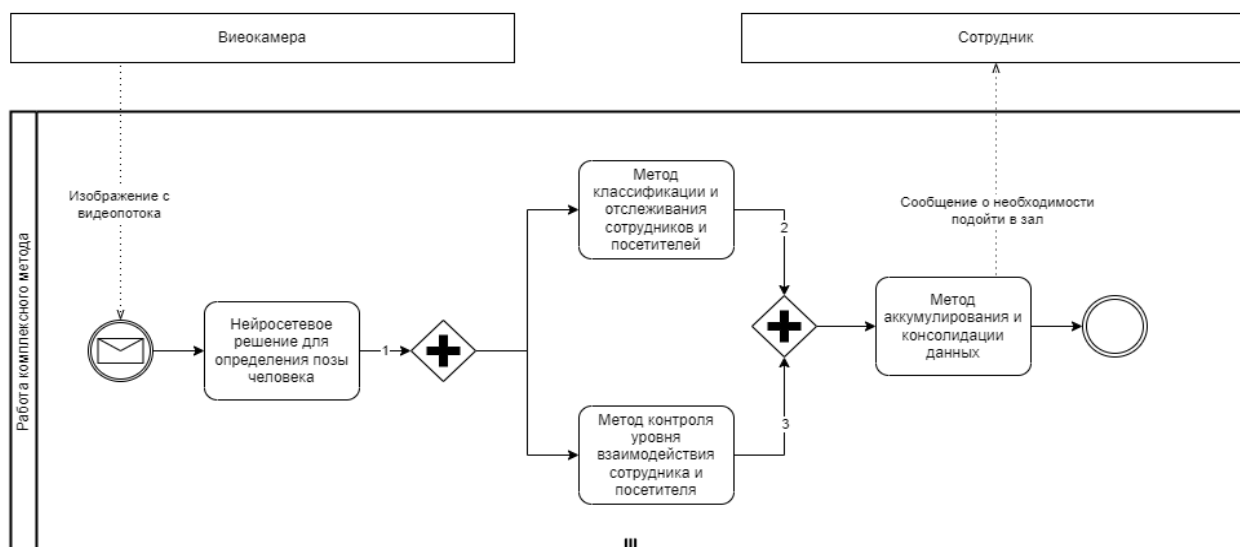 Виеокамера
Сотрудник
Изображение с
видеопотока
Сообщение о необходимости
подойти в зал
Работа комплексного метода
Нейросетевое
решение для
определения позы
человека
1
Метод
классификации и
отслеживания
сотрудников и
посетителей
2
Метод контроля
уровня
взаимодействия
сотрудника и
посетителя
3
Метод
аккумулирования и
консолидации
данных